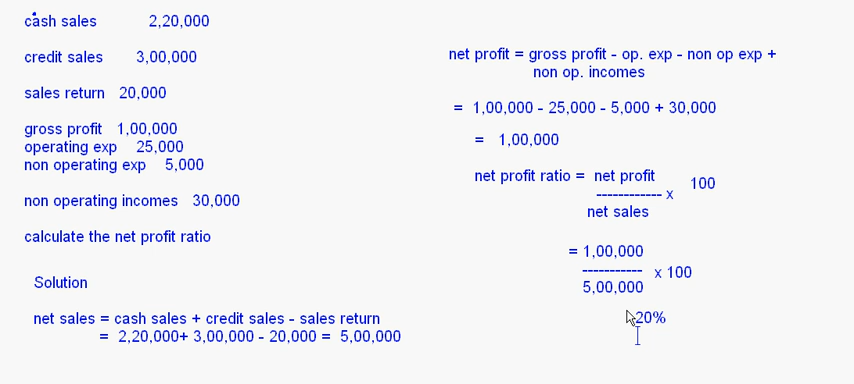 cash sales 2,20,000
credit sales 3,00,000
sales return 20,000
gross profit 1,00,000
operating exp 25,000
non operating exp 5,000
non operating incomes 30,000
calculate the net profit ratio
Solution
net sales = cash sales + credit sales - sales return
= 2,20,000+ 3,00,000 - 20,000 = 5,00,000
net profit = gross profit - op. exp - non op exp +
non op. incomes
= 1,00,000 - 25,000 - 5,000 + 30,000
= 1,00,000
net profit ratio = net profit
------------ x 100
net sales
= 1,00,000
----------- x 100
5,00,000
20%